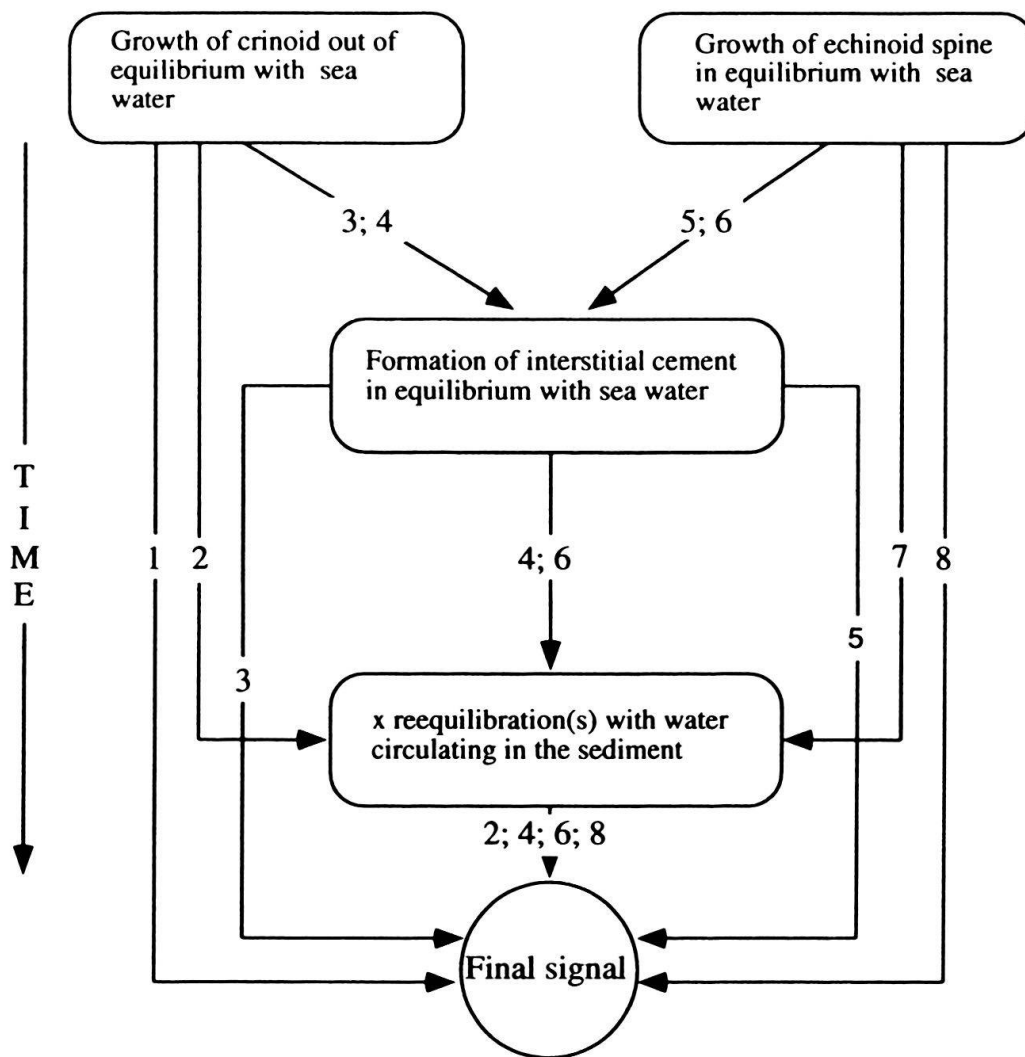 Growth of crinoid out of
equilibrium with sea
water
Growth of echinoid spine
in equilibrium with sea
water
3; 4
5; 6
Formation of interstitial cement
in equilibrium with sea water
T
I
M
E
1
2
4; 6
7
8
5
3
x reequilibration(s) with water
circulating in the sediment
2; 4; 6; 8
Final signal